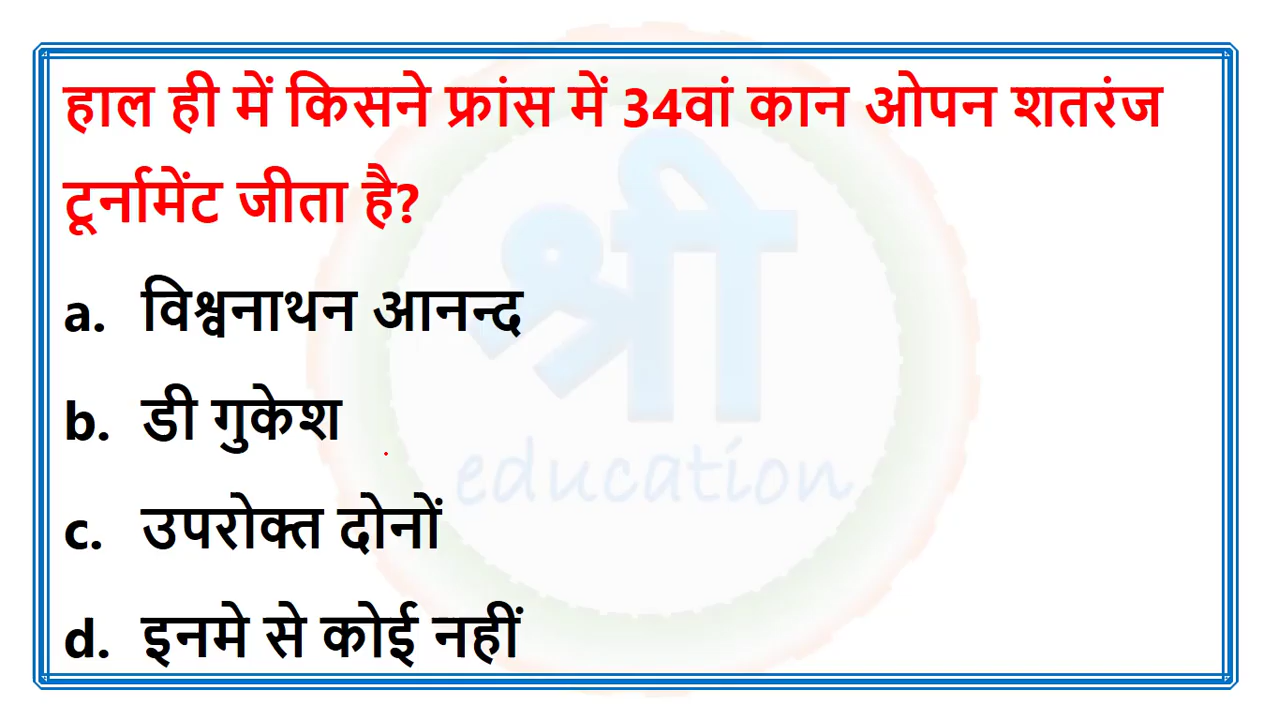 हाल ही में किसने फ्रांस में 34वां कान ओपन शतरंज
टूर्नामेंट जीता है?
a. विश्वनाथन आनन्द
b. डी गुकेश
c. उपरोक्त दोनों
d. इनमे से कोई नहीं
श्री
education